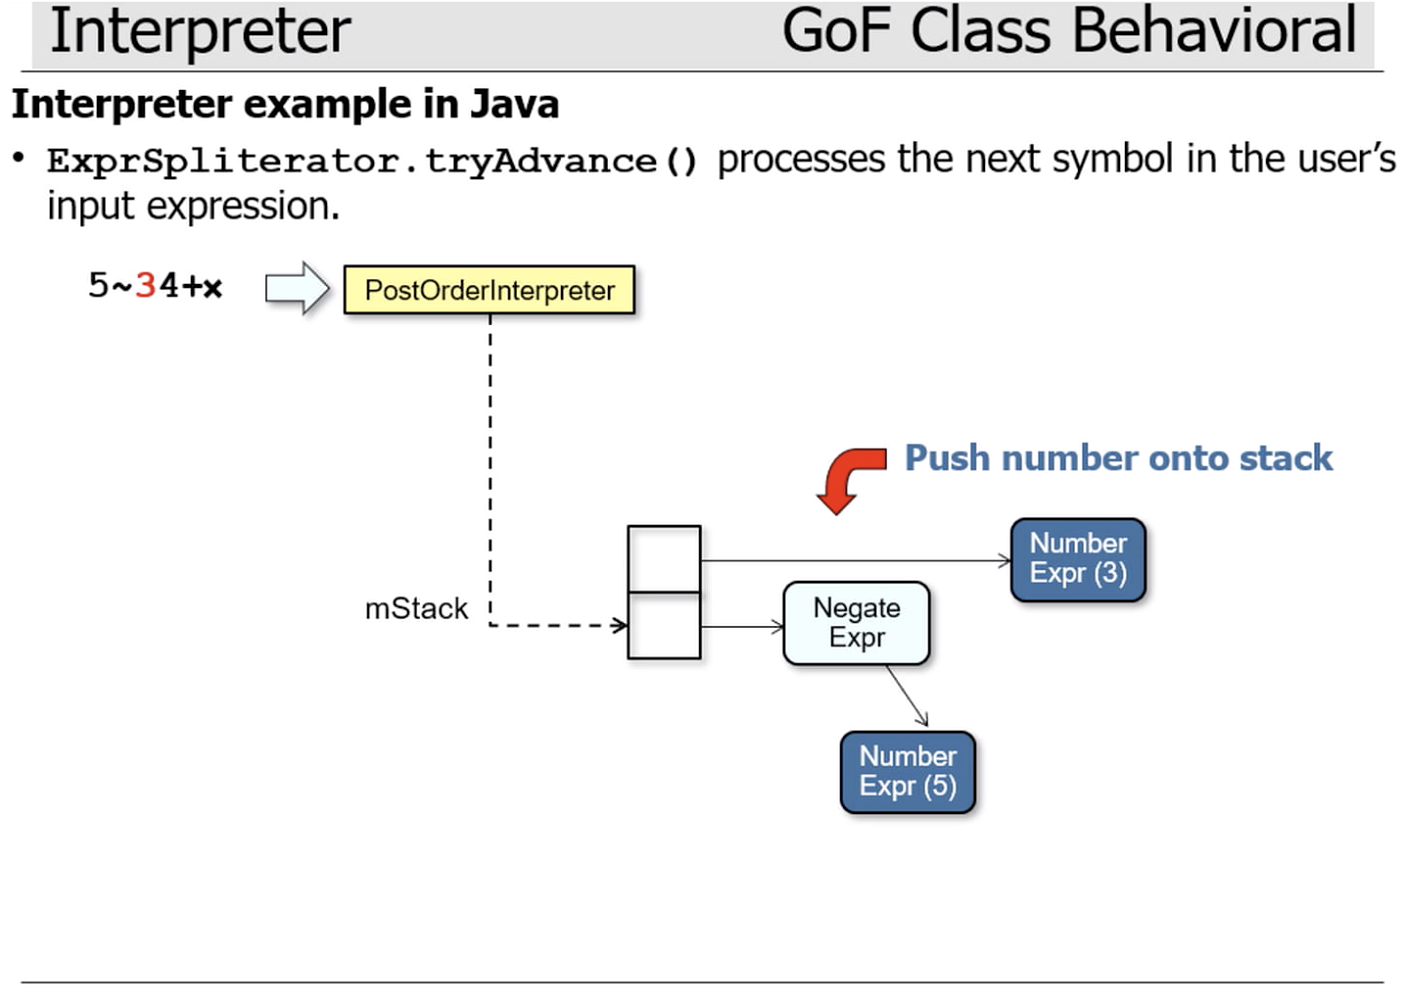 Interpreter GoF Class Behavioral
Interpreter example in Java
• ExprSpliterator.tryAdvance() processes the next symbol in the user’s
input expression.
5~34+× PostOrderInterpreter
Push number onto stack
Number
Expr (3)
mStack
Negate
Expr
Number
Expr (5)